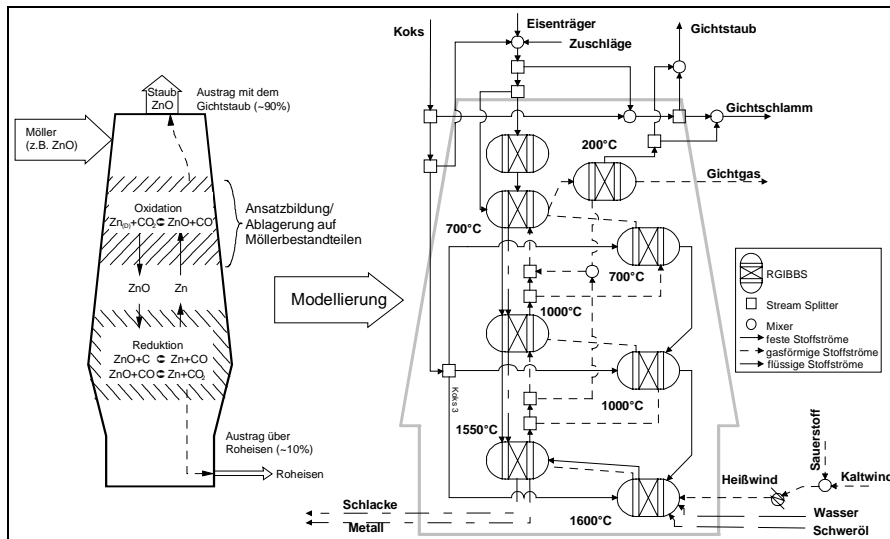 Staub
ZnO
Austrag mit dem
Gichtstaub (~90%)
Möller
(z.B. ZnO)
Oxidation
Zn(D)+CO2 ZnO+CO
Ansatzbildung/
Ablagerung auf
Möllerbestandteilen
ZnO
Zn
Reduktion
ZnO+C Zn+CO
ZnO+CO Zn+CO2
Austrag über
Roheisen (~10%)
Roheisen
Modellierung
Koks
Eisenträger
Zuschläge
Gichtstaub
Gichtschlamm
200°C
Gichtgas
700°C
700°C
1000°C
1000°C
Koks 3
1550°C
1600°C
Schlacke
Metall
Heißwind
Sauerstoff
Kaltwind
Wasser
Schweröl
RGIBBS
Stream Splitter
Mixer
feste Stoffströme
gasförmige Stoffströme
flüssige Stoffströme